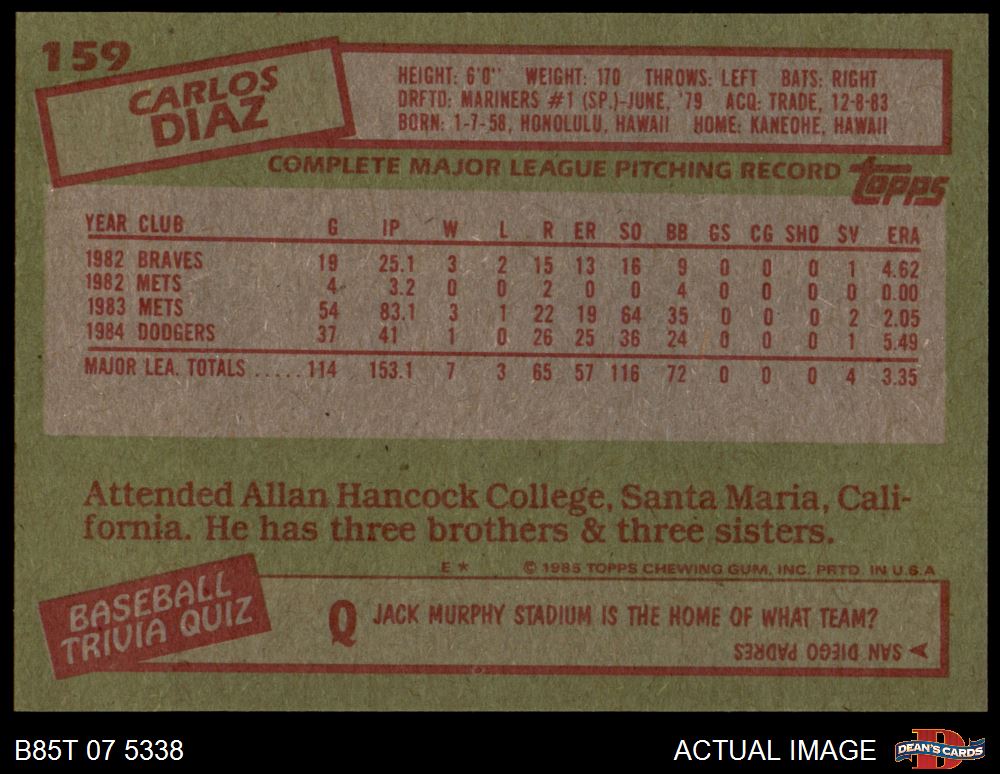 159
CARLOS
DIAZ
HEIGHT: 6'0" WEIGHT: 170 THROWS: LEFT BATS: RIGHT
DRFTD: MARINERS #1 (SP.)-JUNE, '79 ACQ: TRADE, 12-8-83
BORN: 1-7-58, HONOLULU, HAWAII HOME: KANEOHE, HAWAII
COMPLETE MAJOR LEAGUE PITCHING RECORD topps
YEAR CLUB G IP W L R ER SO BB GS CG SHO SV ERA
1982 BRAVES 19 25.1 3 2 15 13 16 9 0 0 0 1 4.62
1982 METS 4 3.2 0 0 2 0 0 4 0 0 0 0 0.00
1983 METS 54 83.1 3 1 22 19 64 35 0 0 0 2 2.05
1984 DODGERS 37 41 1 0 26 25 36 24 0 0 0 1 5.49
MAJOR LEA. TOTALS ..... 114 153.1 7 3 65 57 116 72 0 0 0 4 3.35
Attended Allan Hancock College, Santa Maria, Cali-
fornia. He has three brothers & three sisters.
E * © 1985 TOPPS CHEWING GUM, INC. PRTD. IN U.S.A
BASEBALL
TRIVIA QUIZ
Q JACK MURPHY STADIUM IS THE HOME OF WHAT TEAM?
SAN DIEGO PADRES
B85T 07 5338
ACTUAL IMAGE
D
DEAN'S CARDS